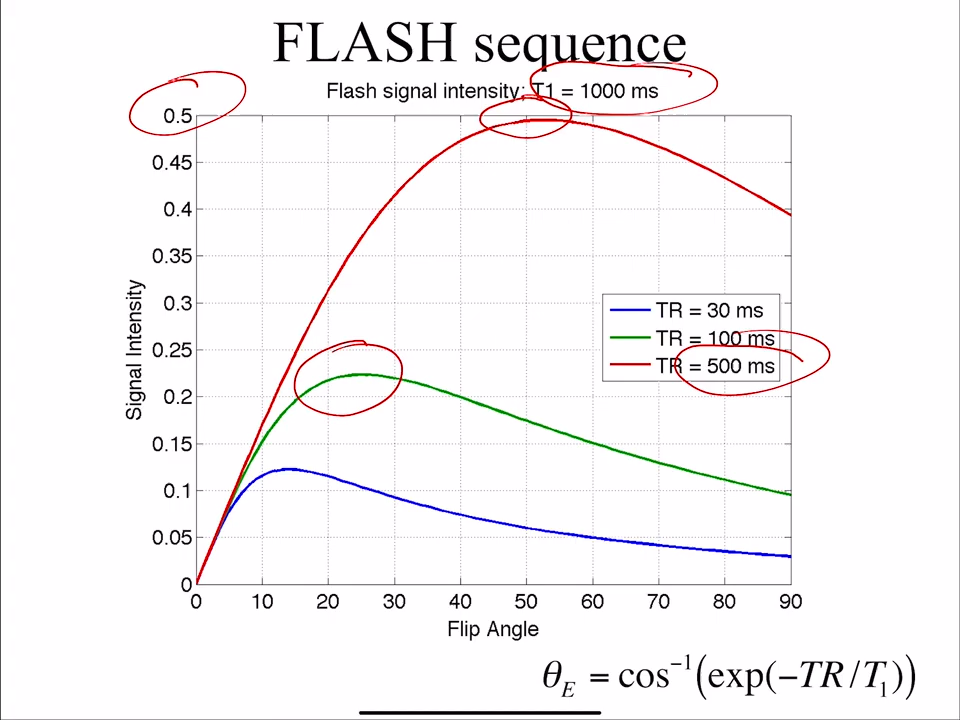 FLASH sequence
Flash signal intensity: T1 = 1000 ms
0.5
0.45
0.4
0.35
0.3
0.25
0.2
0.15
0.1
0.05
0
Signal Intensity
TR = 30 ms
TR = 100 ms
TR = 500 ms
0 10 20 30 40 50 60 70 80 90
Flip Angle
θ_E = cos⁻¹(exp(−TR/T₁))